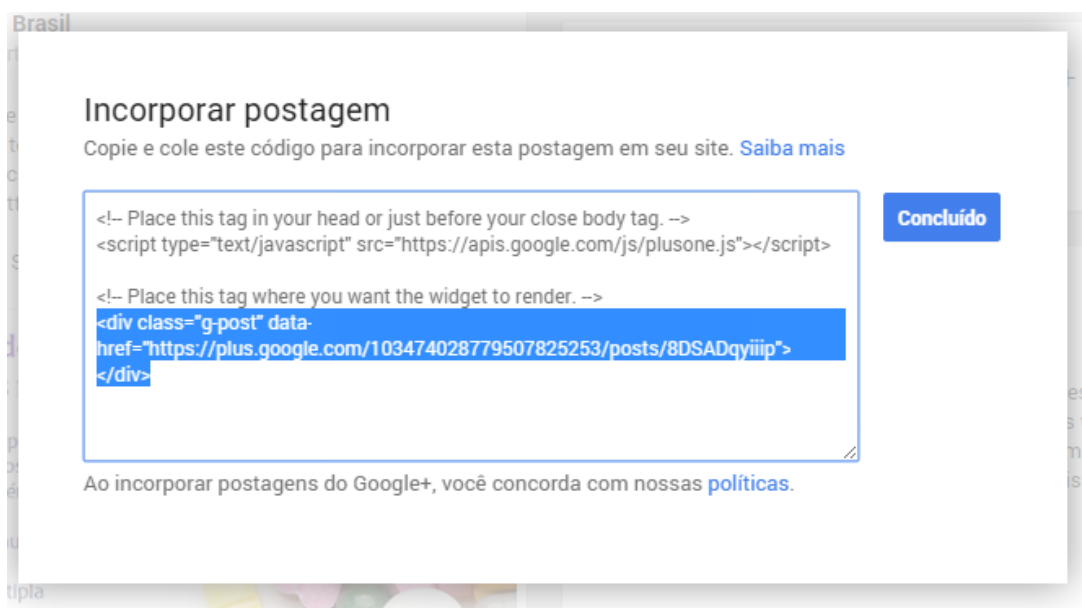 Brasil
Incorporar postagem
Copie e cole este código para incorporar esta postagem em seu site. Saiba mais
<!-- Place this tag in your head or just before your close body tag. -->
<script type="text/javascript" src="https://apis.google.com/js/plusone.js"></script>
Concluído
<!-- Place this tag where you want the widget to render. -->
<div class="g-post" data-
href="https://plus.google.com/103474028779507825253/posts/8DSADqyiiip">
</div>
Ao incorporar postagens do Google+, você concorda com nossas políticas.
tipla